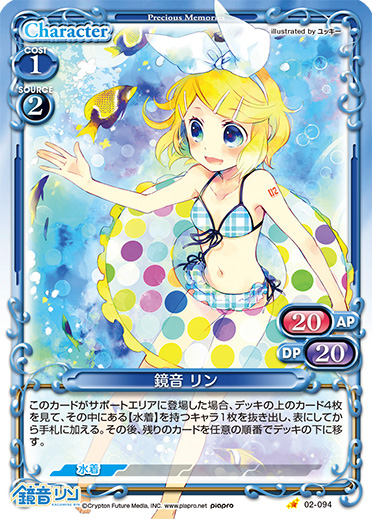 Precious Memories
Character
illustrated by ユッキー
COST
1
SOURCE
2
02
20 AP
DP 20
鏡音 リン
このカードがサポートエリアに登場した場合、デッキの上のカード4枚
を見て、その中にある【水着】を持つキャラ1枚を抜き出し、表にしてか
ら手札に加える。その後、残りのカードを任意の順番でデッキの下に移
す。
水着
鏡音リン
KAGAMINE RIN
©Crypton Future Media, INC. www.piapro.net piapro
02-094